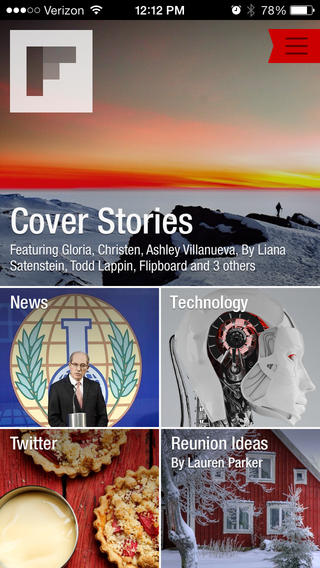 Verizon 12:12 PM 78%
Cover Stories
Featuring Gloria, Christen, Ashley Villanueva, By Liana
Satenstein, Todd Lappin, Flipboard and 3 others
News
Technology
Twitter
Reunion Ideas
By Lauren Parker